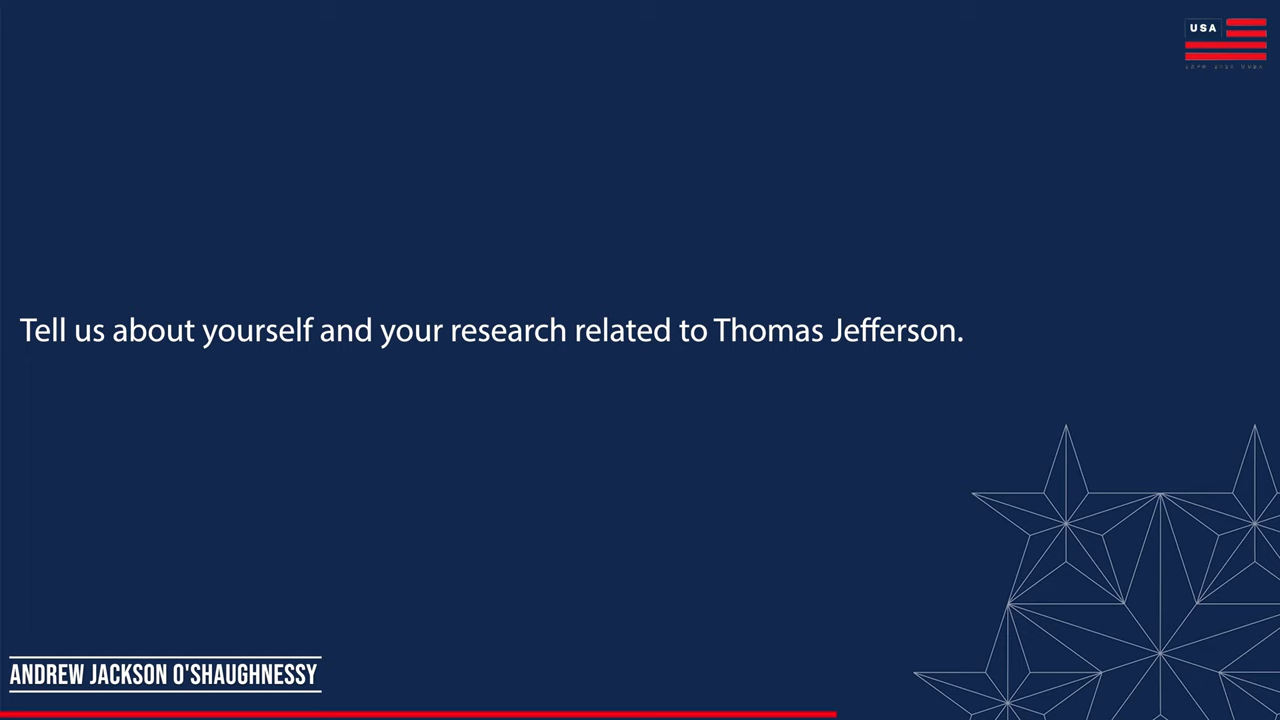 USA
Tell us about yourself and your research related to Thomas Jefferson.
ANDREW JACKSON O'SHAUGHNESSY